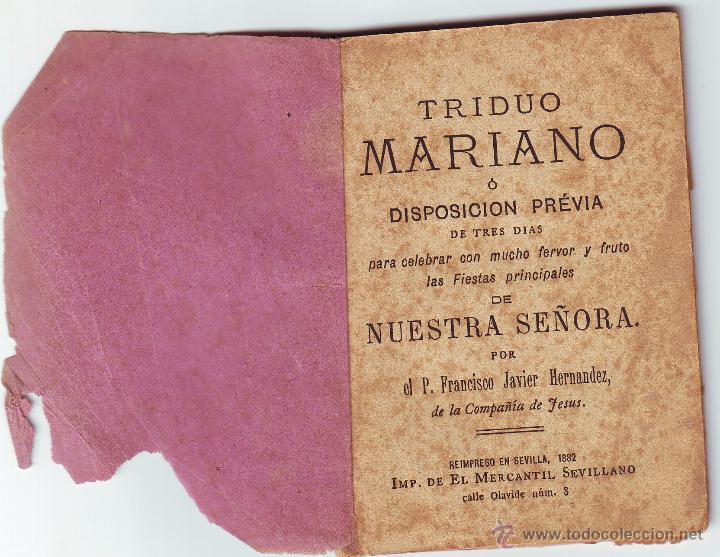 TRIDUO
MARIANO
Ò
DISPOSICION PRÉVIA
DE TRES DIAS
para celebrar con mucho fervor y fruto
las Fiestas principales
DE
NUESTRA SEÑORA.
POR
el P. Francisco Javier Hernandez,
de la Compañía de Jesus.
REIMPRESO EN SEVILLA, 1882
IMP. DE EL MERCANTIL SEVILLANO
calle Olavide núm. 8
www.todocoleccion.net